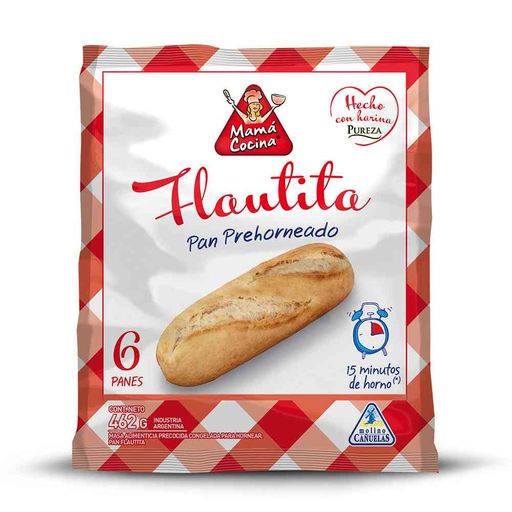 Mamá
Cocina
Hecho
con harina
PUREZA
Flautita
Pan Prehorneado
6
PANES
15 minutos
de horno(*)
CONT. NETO
462G
INDUSTRIA
ARGENTINA
MASA ALIMENTICIA PRECOCIDA CONGELADA PARA HORNEAR
PAN FLAUTITA
molino
CAÑUELAS